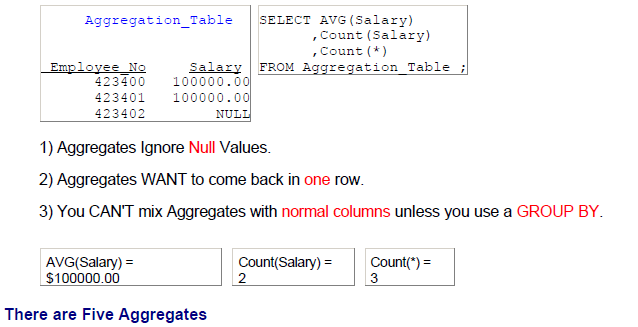 Aggregation_Table
Employee_No Salary
423400 100000.00
423401 100000.00
423402 NULL
SELECT AVG(Salary)
,Count(Salary)
,Count(*)
FROM Aggregation_Table ;
1) Aggregates Ignore Null Values.
2) Aggregates WANT to come back in one row.
3) You CAN'T mix Aggregates with normal columns unless you use a GROUP BY.
AVG(Salary) =
$100000.00
Count(Salary) =
2
Count(*) =
3
There are Five Aggregates